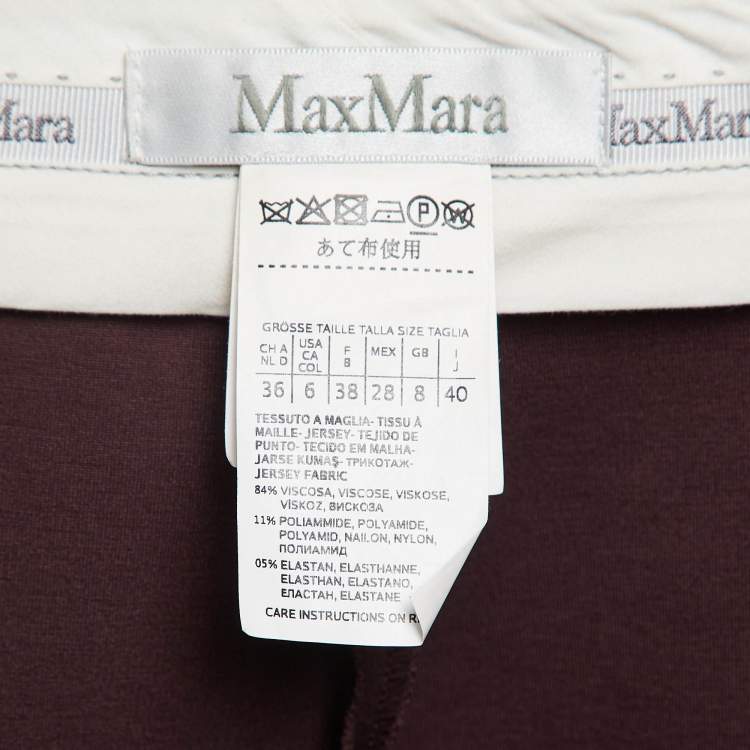 MaxMara
Mara
MaxMar
P
W
あて布使用
GRÖSSE TAILLE TALLA SIZE TAGLIA
CH A NL D
USA CA COL
F B
MEX
GB
I J
36 6 38 28 8 40
TESSUTO A MAGLIA- TISSU À
MAILLE- JERSEY- TEJIDO DE
PUNTO- TECIDO EM MALHA-
JARSE KUMAŞ- ТРИКОТАЖ-
JERSEY FABRIC
84% VISCOSA, VISCOSE, VISKOSE,
VİSKOZ, ВИСКОЗА
11% POLIAMMIDE, POLYAMIDE,
POLYAMID, NAILON, NYLON,
ПОЛИАМИД
05% ELASTAN, ELASTHANNE,
ELASTHAN, ELASTANO,
ЕЛАСТАН, ELASTANE
CARE INSTRUCTIONS ON